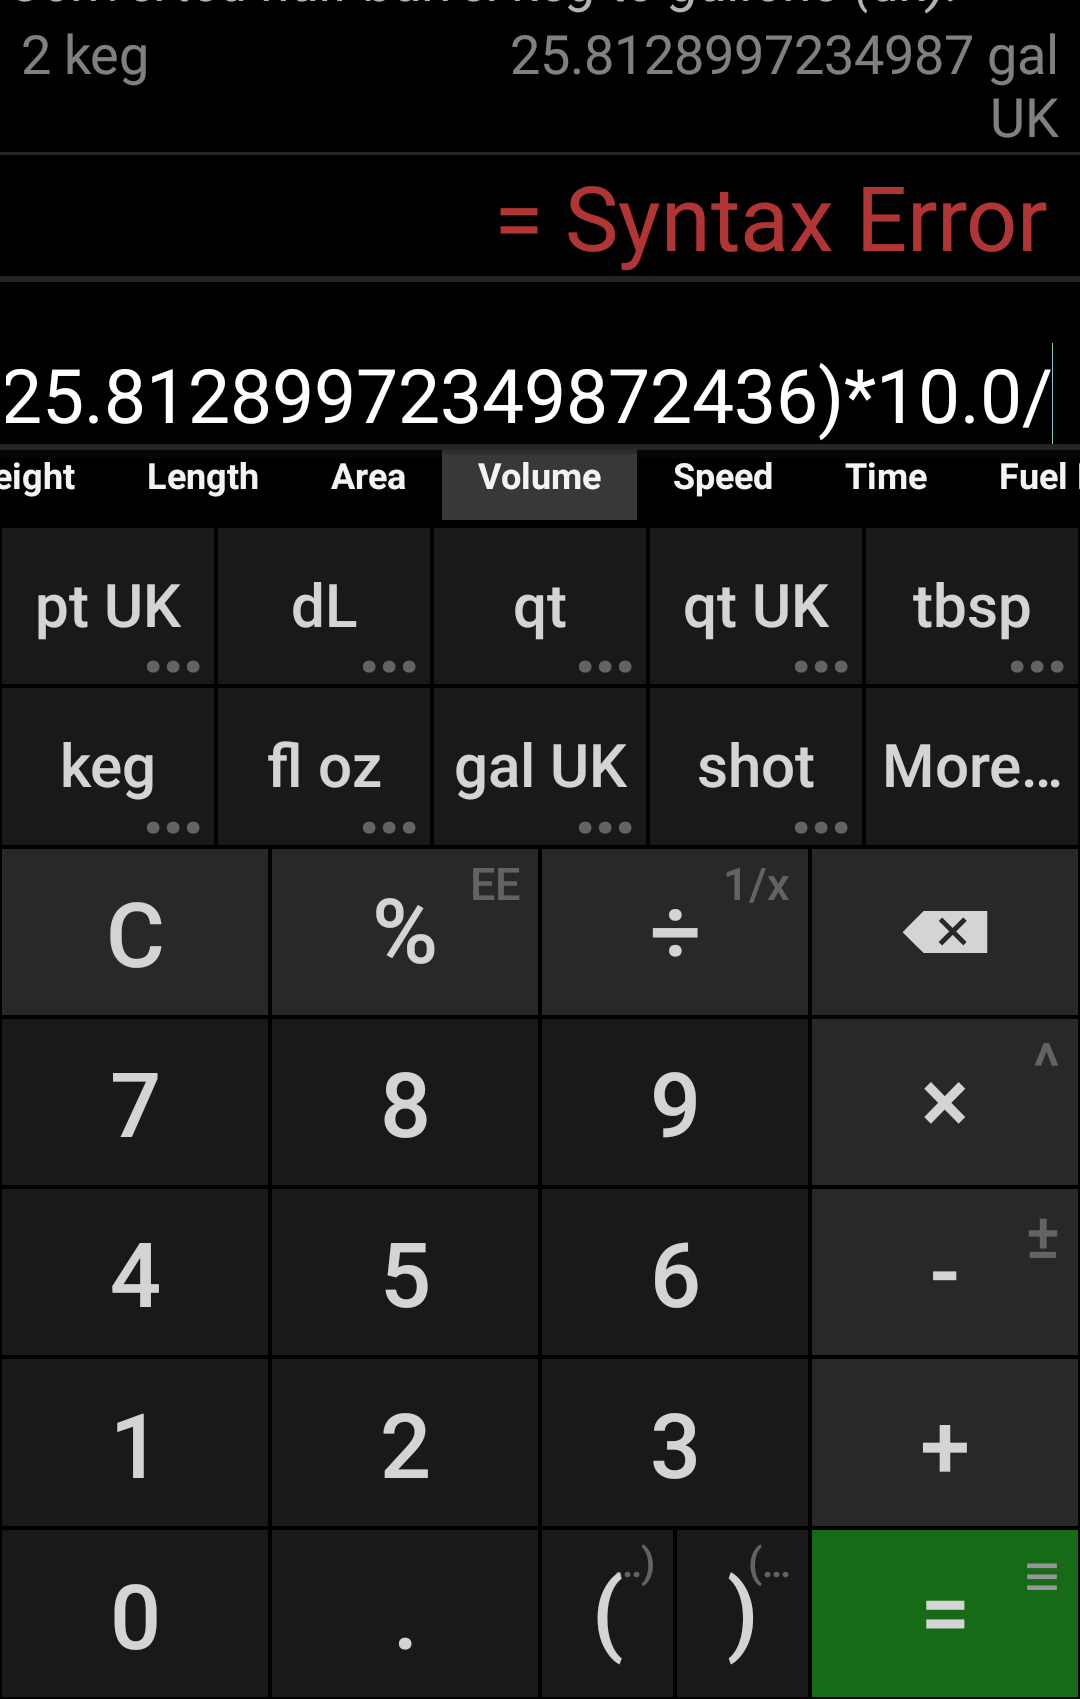 2 keg 25.8128997234987 gal
UK
= Syntax Error
25.81289972349872436)*10.0/
eight Length Area Volume Speed Time Fuel
pt UK dL qt qt UK tbsp
keg fl oz gal UK shot More...
C % EE ÷ 1/x
7 8 9 × ^
4 5 6 - ±
1 2 3 +
0 . ( ..) ) (... = ≡